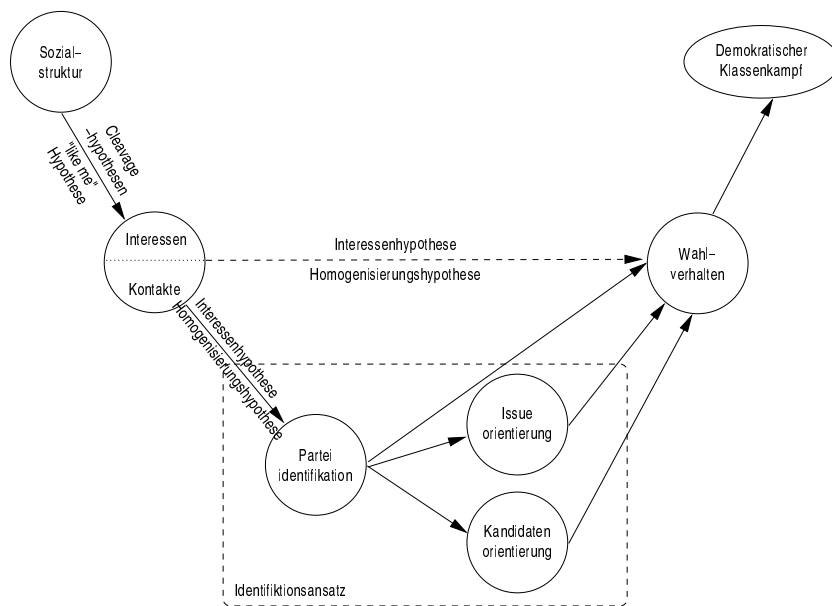 Sozial–
struktur
Demokratischer
Klassenkampf
Cleavage
–hypothesen
"like me"
Hypothese
Interessen
Kontakte
Interessenhypothese
Homogenisierungshypothese
Wahl–
verhalten
Interessenhypothese
Homogenisierungshypothese
Issue
orientierung
Partei
identifikation
Kandidaten
orientierung
Identifiktionsansatz